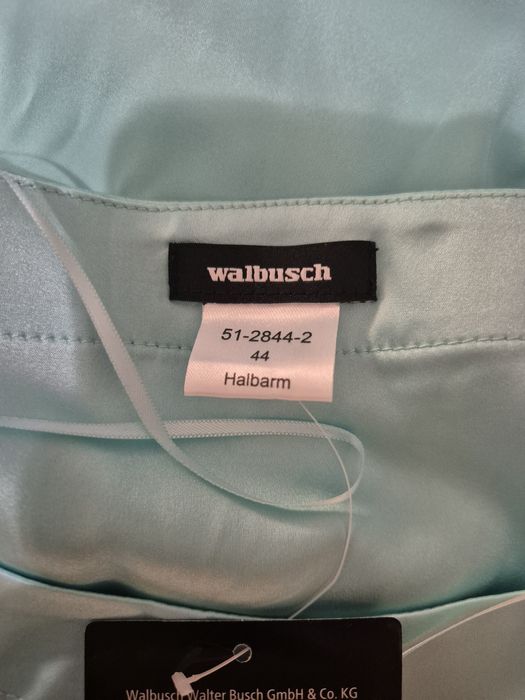 walbusch
51-2844-2
44
Halbarm
Walbusch Walter Busch GmbH & Co. KG